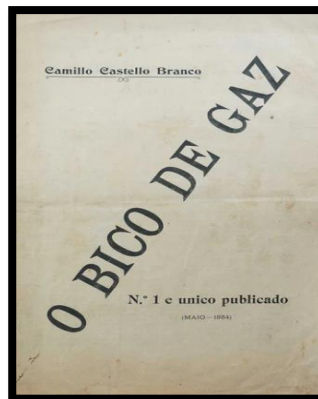 Camillo Castello Branco
O BICO DE GAZ
N.º 1 e unico publicado
(MAIO — 1884)